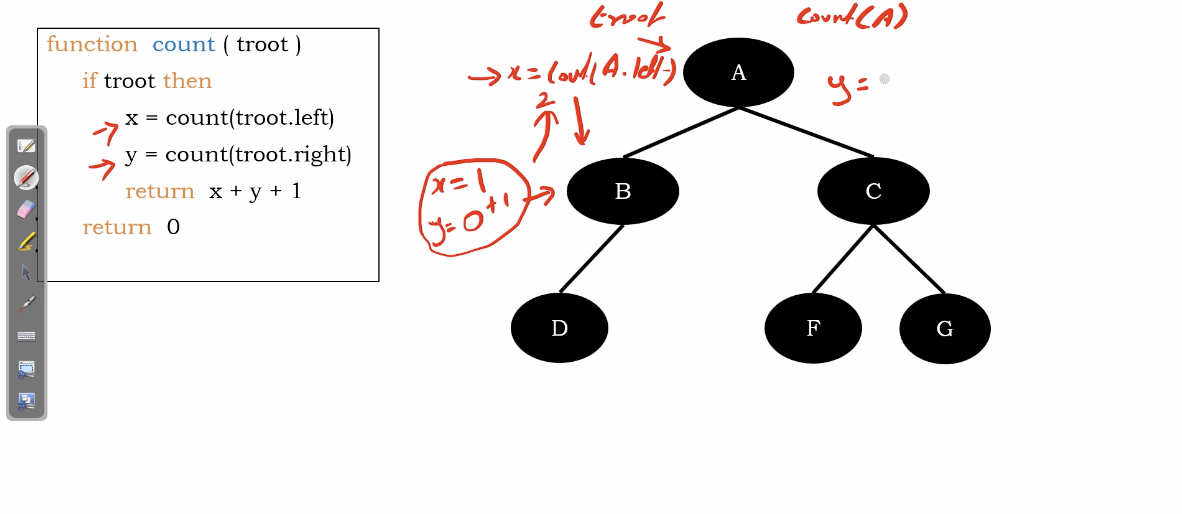 function count ( troot )
if troot then
x = count(troot.left)
y = count(troot.right)
return x + y + 1
return 0
troot
count(A)
x = count(A.left)
y =
2
x = 1
y = 0 +1
A
B
C
D
F
G